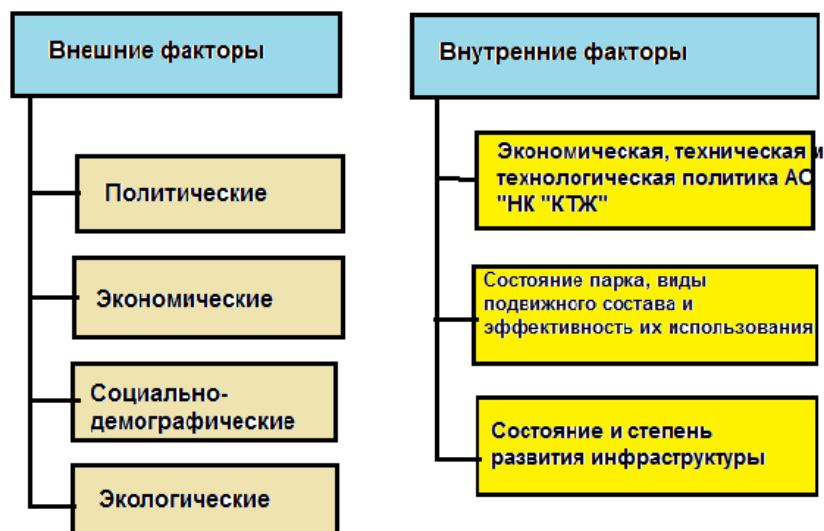 Внешние факторы
Политические
Экономические
Социально-
демографические
Экологические
Внутренние факторы
Экономическая, техническая и
технологическая политика АО
"НК "КТЖ"
Состояние парка, виды
подвижного состава и
эффективность их использования
Состояние и степень
развития инфраструктуры